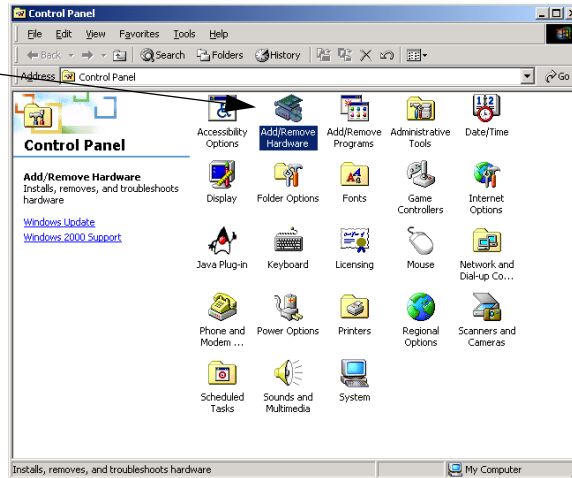 Control Panel
File Edit View Favorites Tools Help
Back Search Folders History
Address Control Panel Go
Control Panel
Add/Remove Hardware
Installs, removes, and troubleshoots
hardware
Windows Update
Windows 2000 Support
Accessibility
Options
Add/Remove
Hardware
Add/Remove
Programs
Administrative
Tools
Date/Time
Display
Folder Options
Fonts
Game
Controllers
Internet
Options
Java Plug-in
Keyboard
Licensing
Mouse
Network and
Dial-up Co...
Phone and
Modem ...
Power Options
Printers
Regional
Options
Scanners and
Cameras
Scheduled
Tasks
Sounds and
Multimedia
System
Installs, removes, and troubleshoots hardware
My Computer